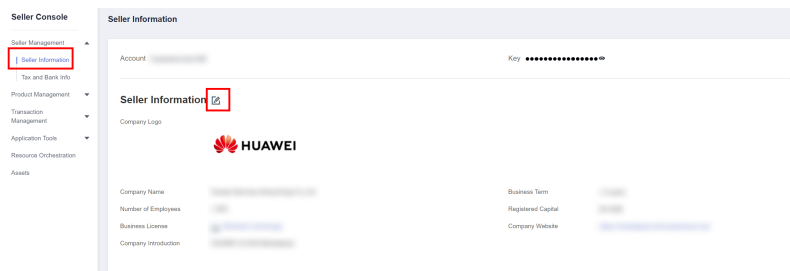 Seller Console
Seller Information
Seller Management
Seller Information
Tax and Bank Info
Product Management
Transaction
Management
Application Tools
Resource Orchestration
Assets
Account
Key ●●●●●●●●●●●●●●●●
Seller Information
Company Logo
HUAWEI
Company Name
Business Term
Number of Employees
Registered Capital
Business License
Company Website
Company Introduction